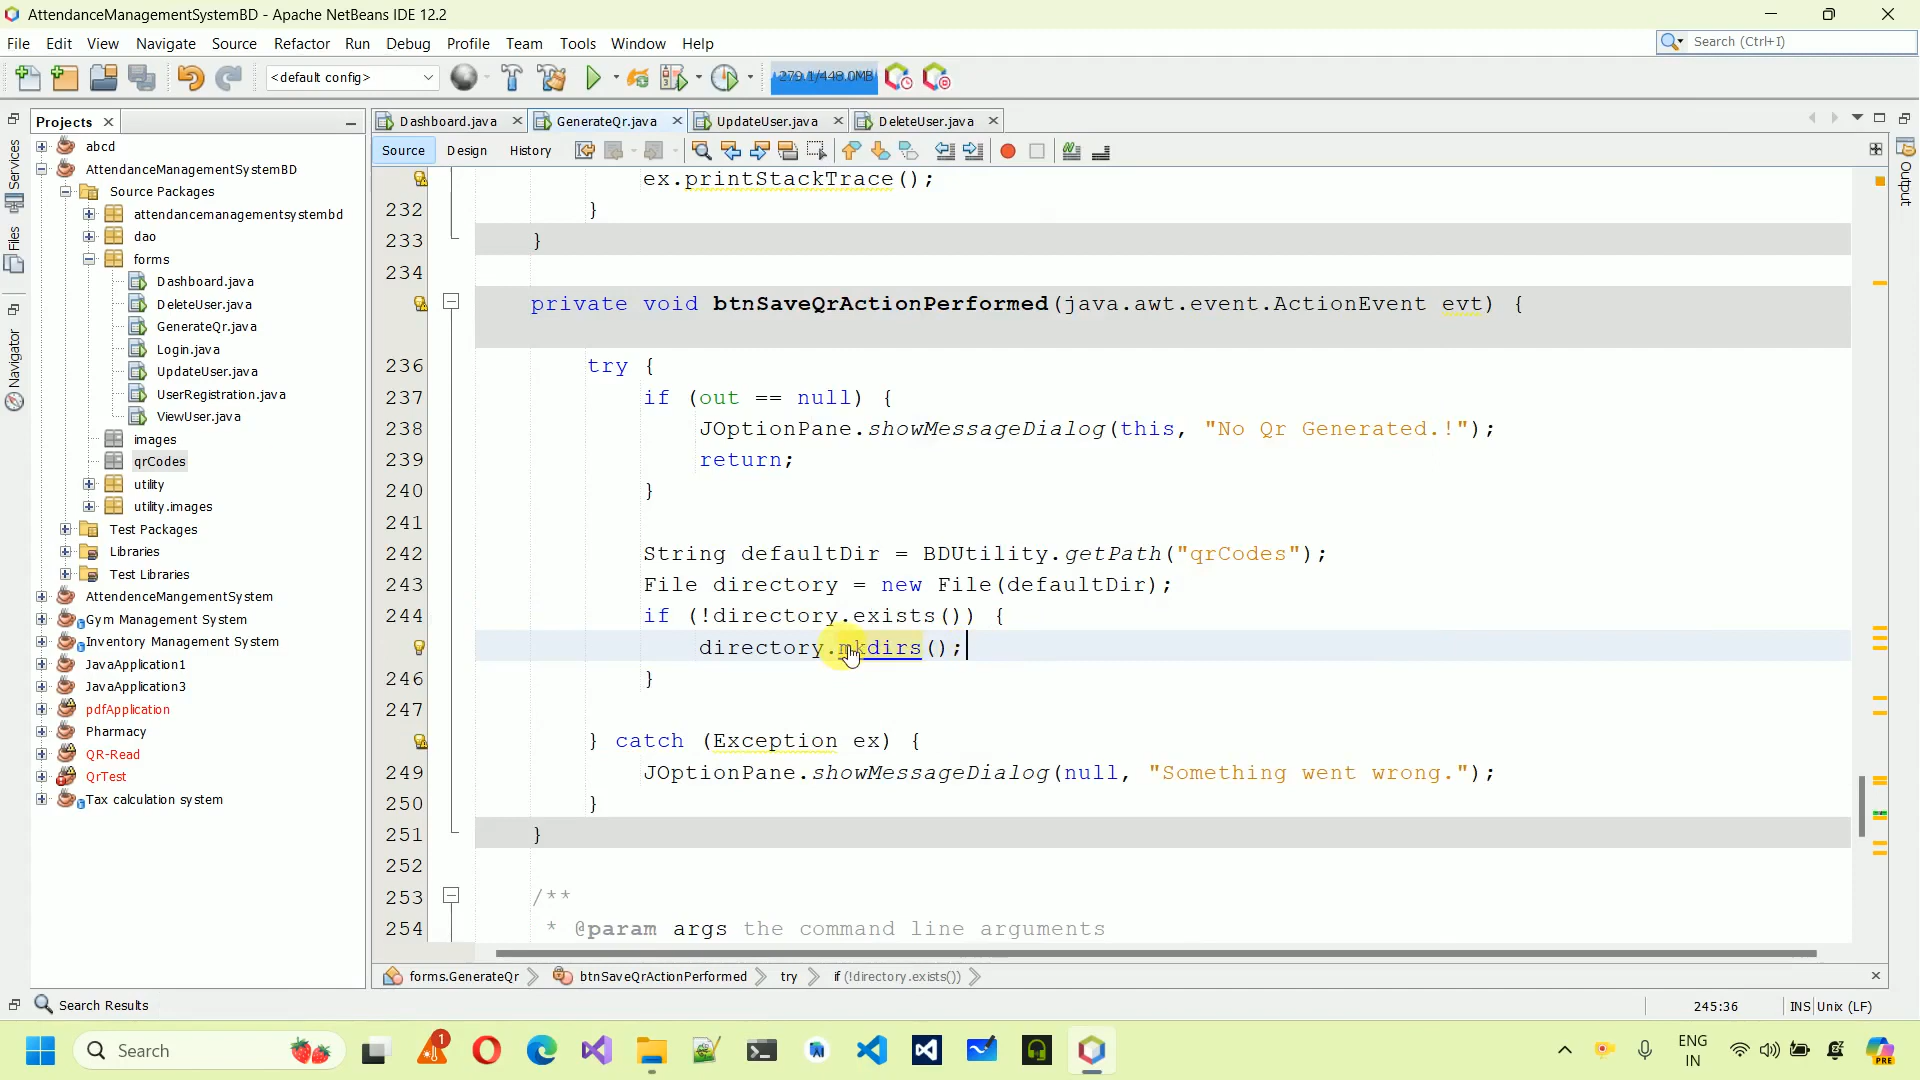 AttendanceManagementSystemBD - Apache NetBeans IDE 12.2
File Edit View Navigate Source Refactor Run Debug Profile Team Tools Window Help
Search (Ctrl+I)
<default config>
279.1/448.0MB
Projects
Dashboard.java
GenerateQr.java
UpdateUser.java
DeleteUser.java
Source Design History
Services
Files
Navigator
Output
abcd
AttendanceManagementSystemBD
Source Packages
attendancemanagementsystembd
dao
forms
Dashboard.java
DeleteUser.java
GenerateQr.java
Login.java
UpdateUser.java
UserRegistration.java
ViewUser.java
images
qrCodes
utility
utility.images
Test Packages
Libraries
Test Libraries
AttendenceMangementSystem
Gym Management System
Inventory Management System
JavaApplication1
JavaApplication3
pdfApplication
Pharmacy
QR-Read
QrTest
Tax calculation system
ex.printStackTrace();
232 }
233 }
234
private void btnSaveQrActionPerformed(java.awt.event.ActionEvent evt) {
236 try {
237 if (out == null) {
238 JOptionPane.showMessageDialog(this, "No Qr Generated.!");
239 return;
240 }
241
242 String defaultDir = BDUtility.getPath("qrCodes");
243 File directory = new File(defaultDir);
244 if (!directory.exists()) {
directory.mkdirs();
246 }
247
} catch (Exception ex) {
249 JOptionPane.showMessageDialog(null, "Something went wrong.");
250 }
251 }
252
253 /**
254 * @param args the command line arguments
forms.GenerateQr btnSaveQrActionPerformed try if (!directory.exists())
Search Results
245:36 INS Unix (LF)
Search
1
ENG
IN
PRE